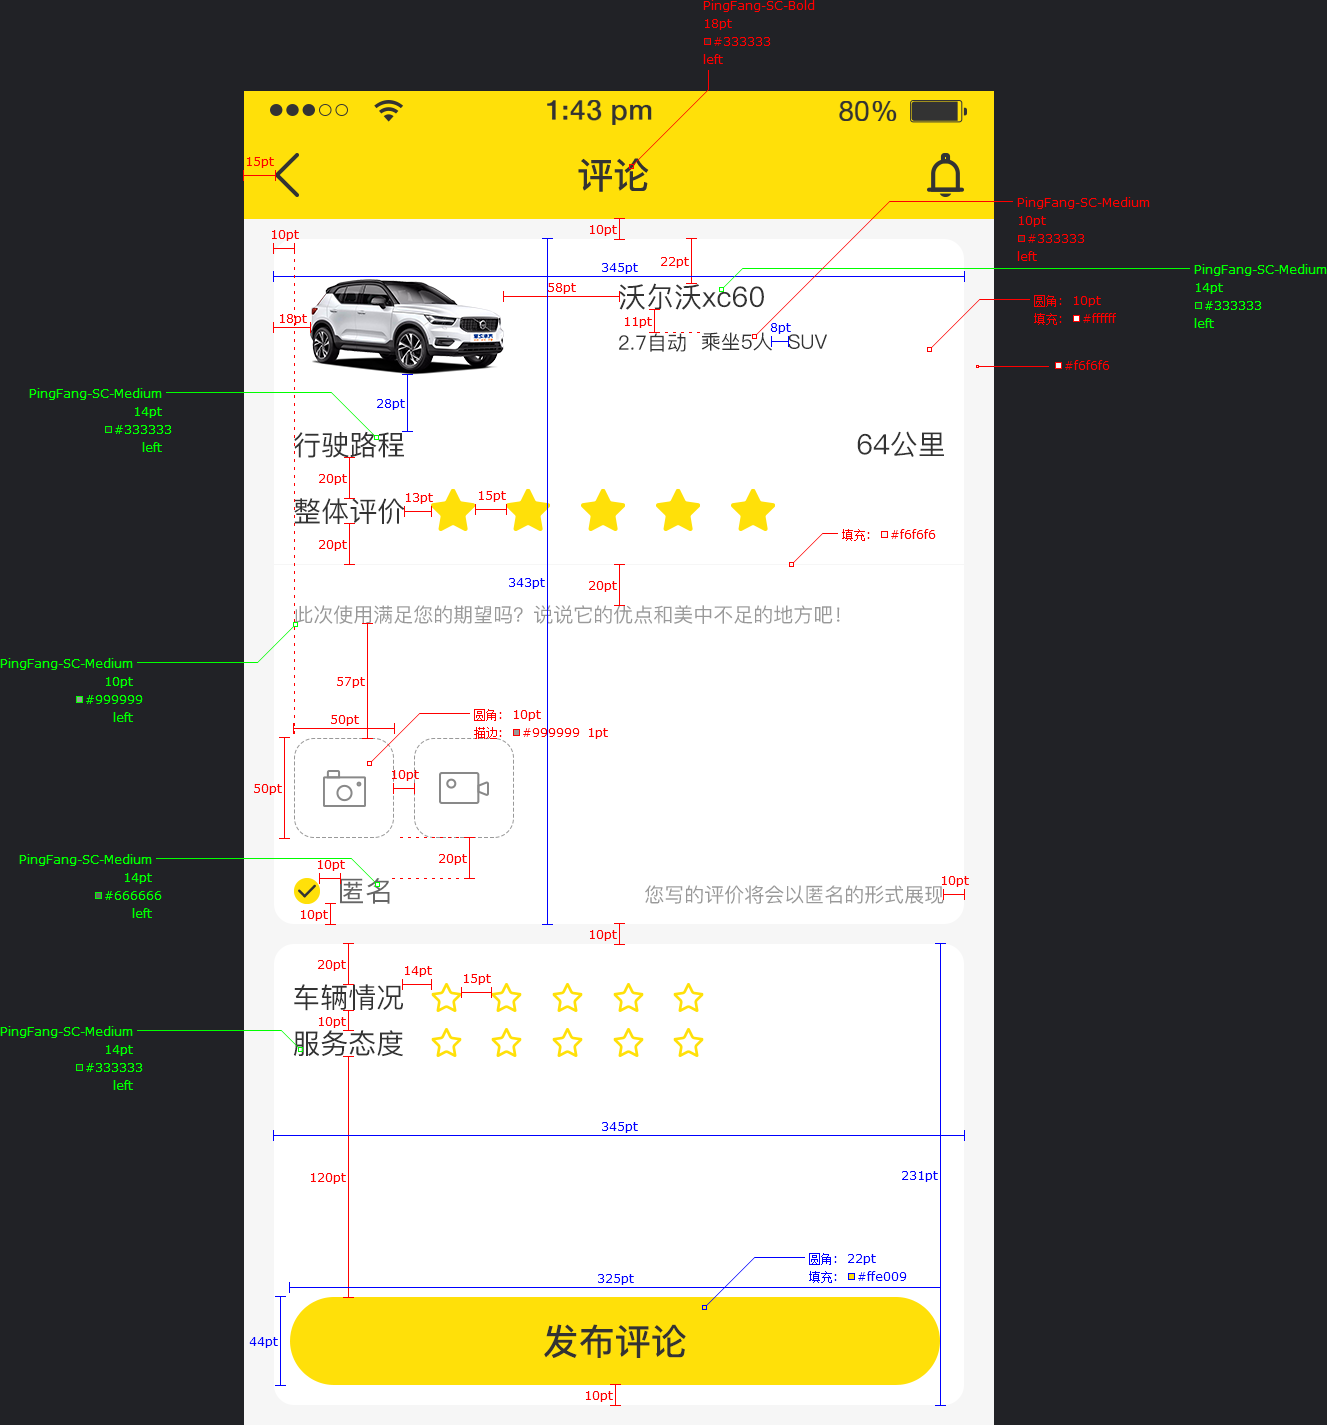 PingFang-SC-Bold
18pt
#333333
left
1:43 pm
80%
15pt
评论
PingFang-SC-Medium
10pt
#333333
left
10pt
10pt
22pt
345pt
PingFang-SC-Medium
14pt
#333333
left
58pt
沃尔沃xc60
圆角: 10pt
填充: #ffffff
18pt
11pt
8pt
2.7自动 乘坐5人 SUV
#f6f6f6
PingFang-SC-Medium
14pt
#333333
left
28pt
行驶路程
64公里
20pt
13pt
15pt
整体评价
填充: #f6f6f6
20pt
343pt
20pt
此次使用满足您的期望吗？说说它的优点和美中不足的地方吧！
PingFang-SC-Medium
10pt
#999999
left
57pt
50pt
圆角: 10pt
描边: #999999 1pt
50pt
10pt
PingFang-SC-Medium
14pt
#666666
left
20pt
10pt
匿名
您写的评价将会以匿名的形式展现
10pt
10pt
10pt
20pt
14pt
15pt
车辆情况
10pt
服务态度
PingFang-SC-Medium
14pt
#333333
left
345pt
120pt
231pt
圆角: 22pt
填充: #ffe009
325pt
44pt
发布评论
10pt